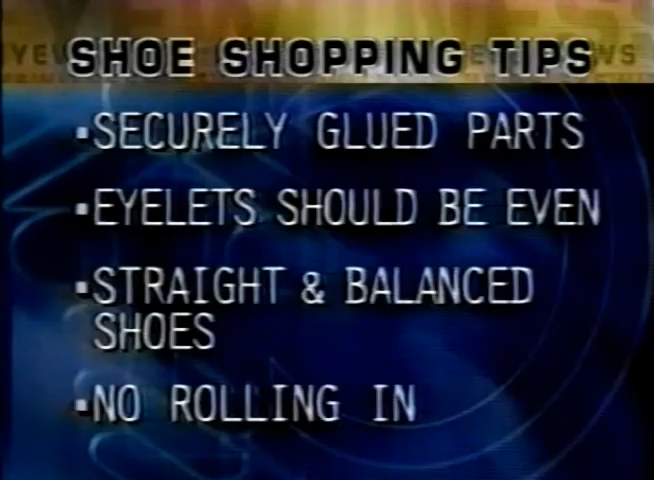 SHOE SHOPPING TIPS
▪SECURELY GLUED PARTS
▪EYELETS SHOULD BE EVEN
▪STRAIGHT & BALANCED
SHOES
▪NO ROLLING IN